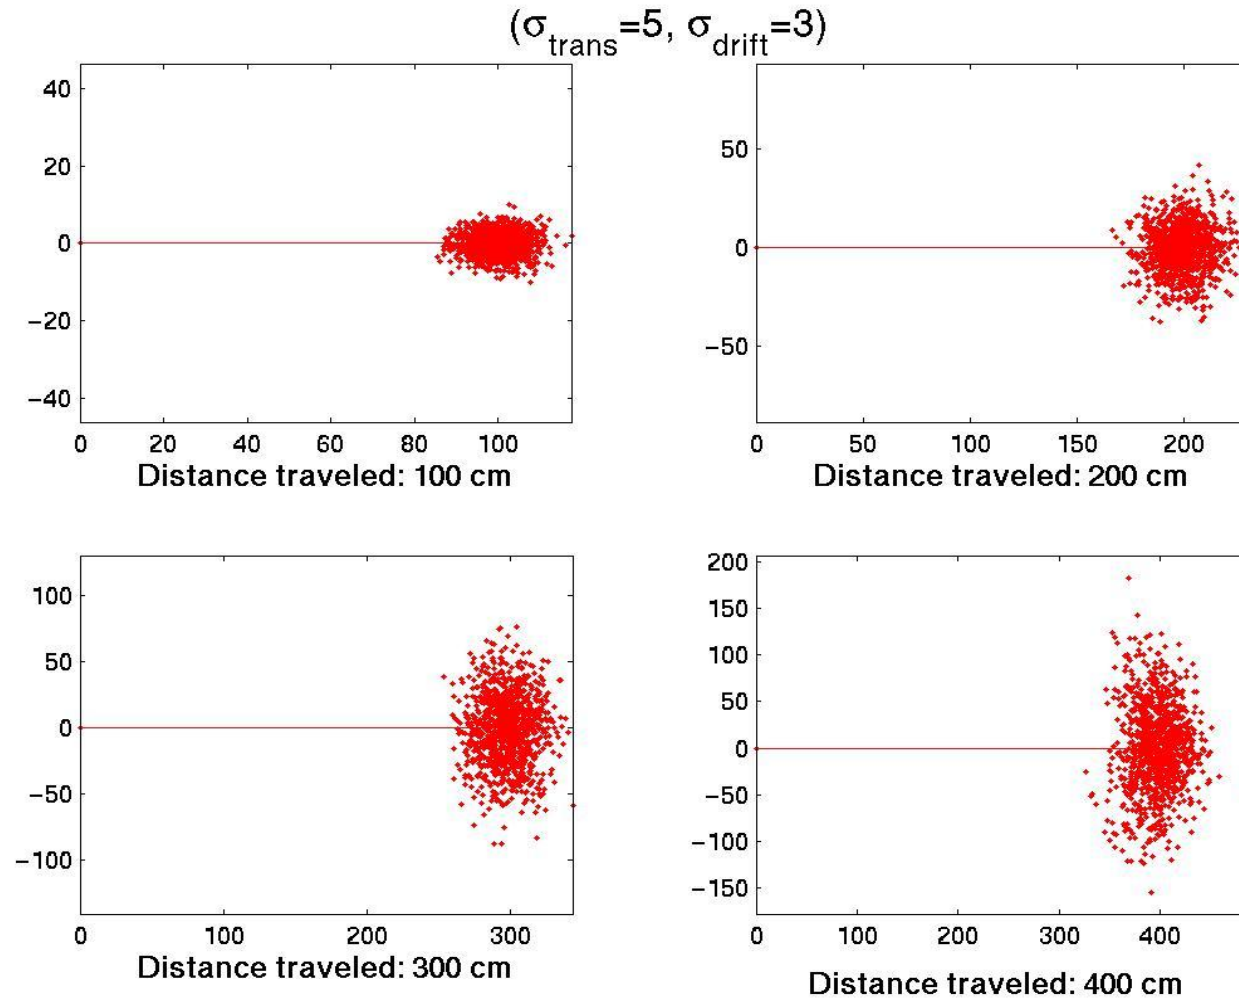 (σtrans=5, σdrift=3)
40
20
0
−20
−40
0 20 40 60 80 100
Distance traveled: 100 cm
50
0
−50
0 50 100 150 200
Distance traveled: 200 cm
100
50
0
−50
−100
0 100 200 300
Distance traveled: 300 cm
200
150
100
50
0
−50
−100
−150
0 100 200 300 400
Distance traveled: 400 cm